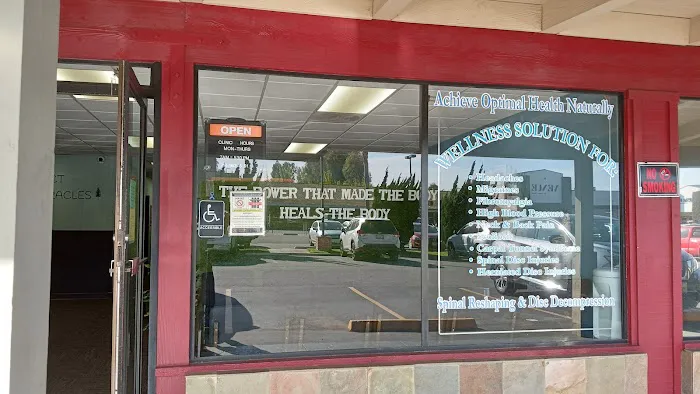 OPEN
CLINIC HOURS
MON-THURS
THE POWER THAT MADE THE BODY
HEALS THE BODY
ACCESSIBLE
Achieve Optimal Health Naturally
WELLNESS SOLUTION FOR
• Headaches
• Migraines
• Fibromyalgia
• High Blood Pressure
• Neck & Back Pain
• Carpal Tunnel Syndrome
• Spinal Disc Injuries
• Herniated Disc Injuries
Spinal Reshaping & Disc Decompression
NO
SMOKING